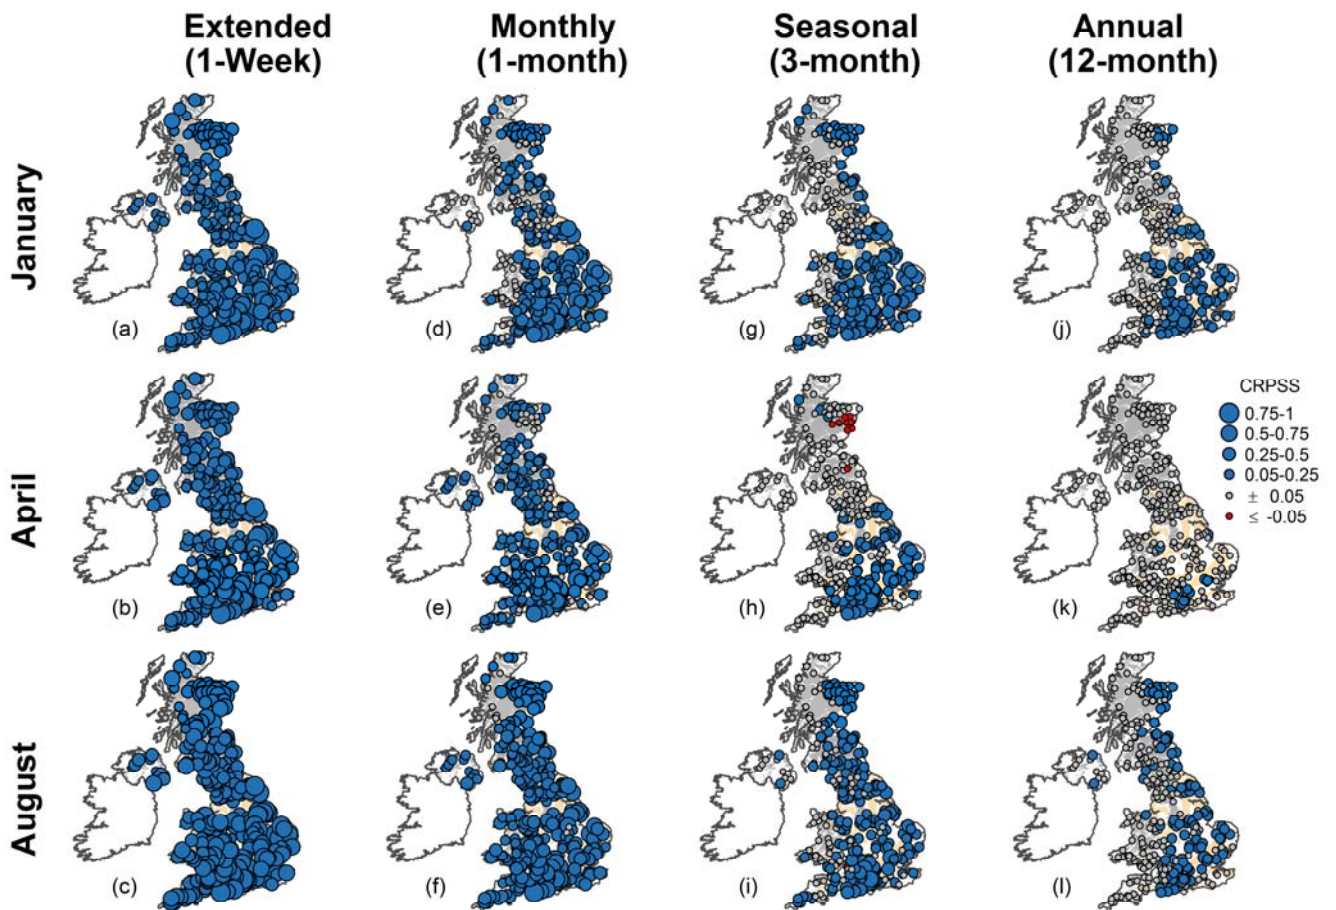 Extended
(1-Week)
Monthly
(1-month)
Seasonal
(3-month)
Annual
(12-month)
January
(a)
(d)
(g)
(j)
April
(b)
(e)
(h)
(k)
CRPSS
0.75-1
0.5-0.75
0.25-0.5
0.05-0.25
± 0.05
≤ -0.05
August
(c)
(f)
(i)
(l)